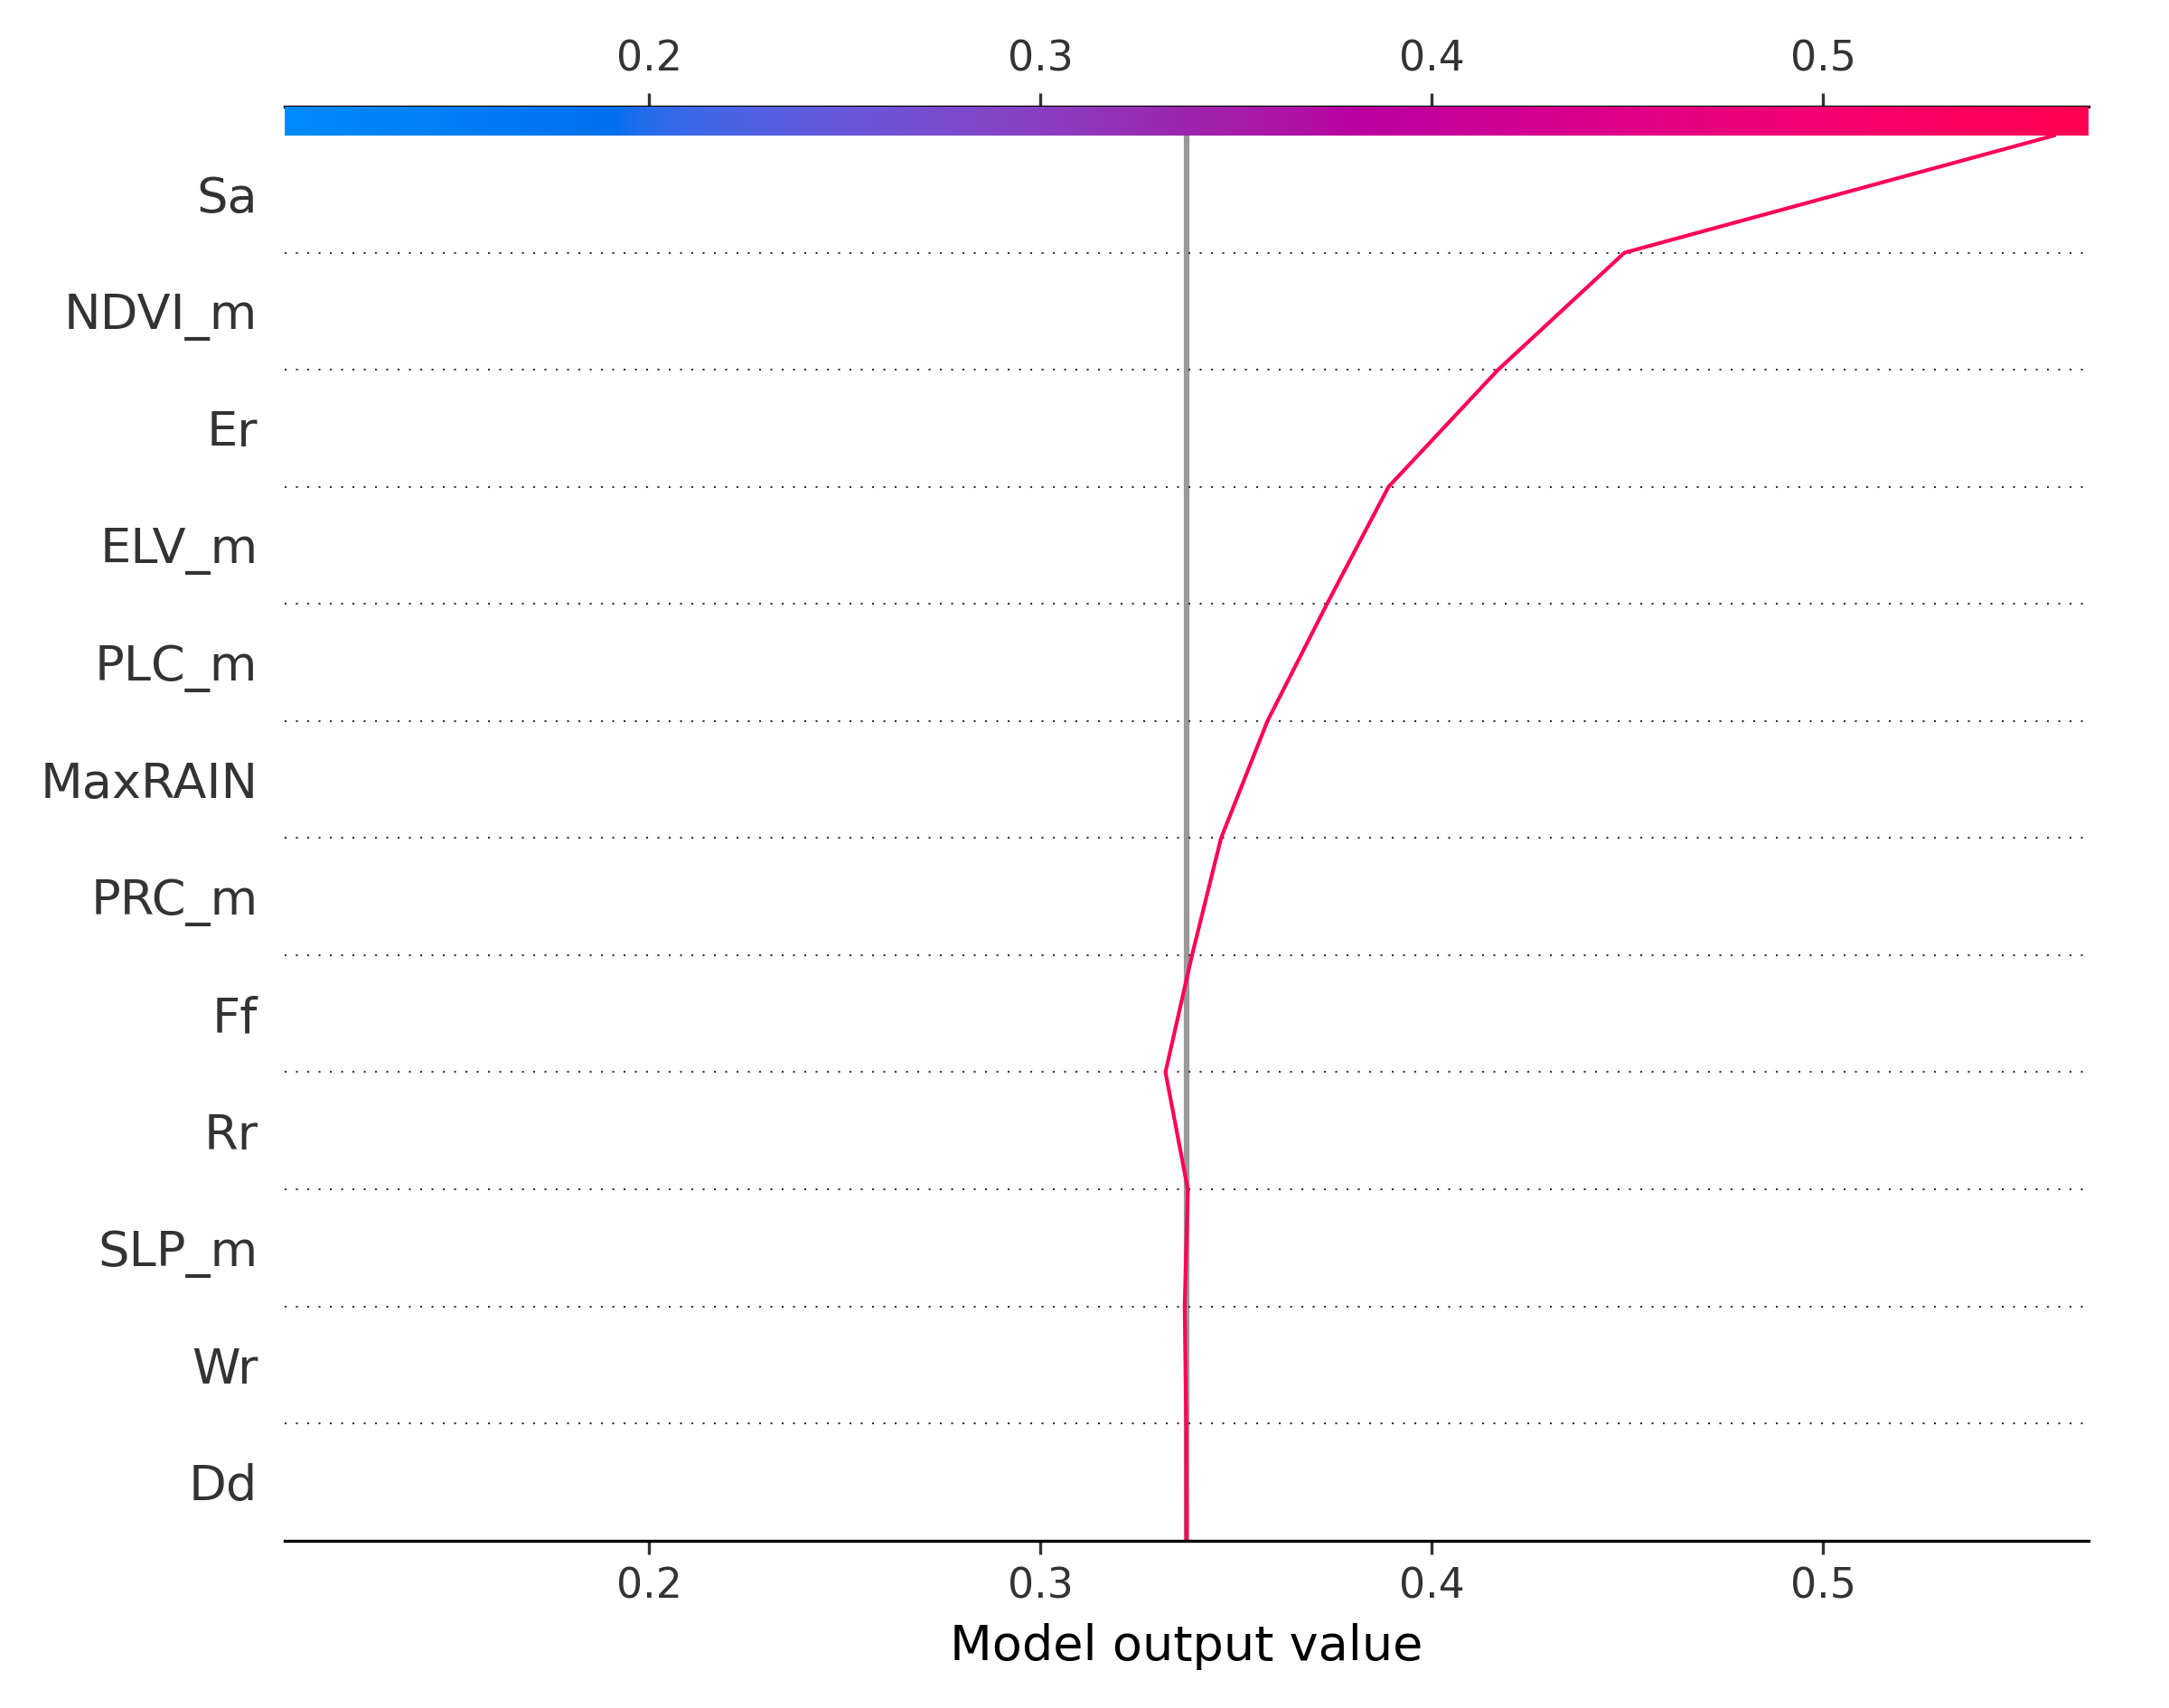 0.2 0.3 0.4 0.5
Sa
NDVI_m
Er
ELV_m
PLC_m
MaxRAIN
PRC_m
Ff
Rr
SLP_m
Wr
Dd
0.2 0.3 0.4 0.5
Model output value